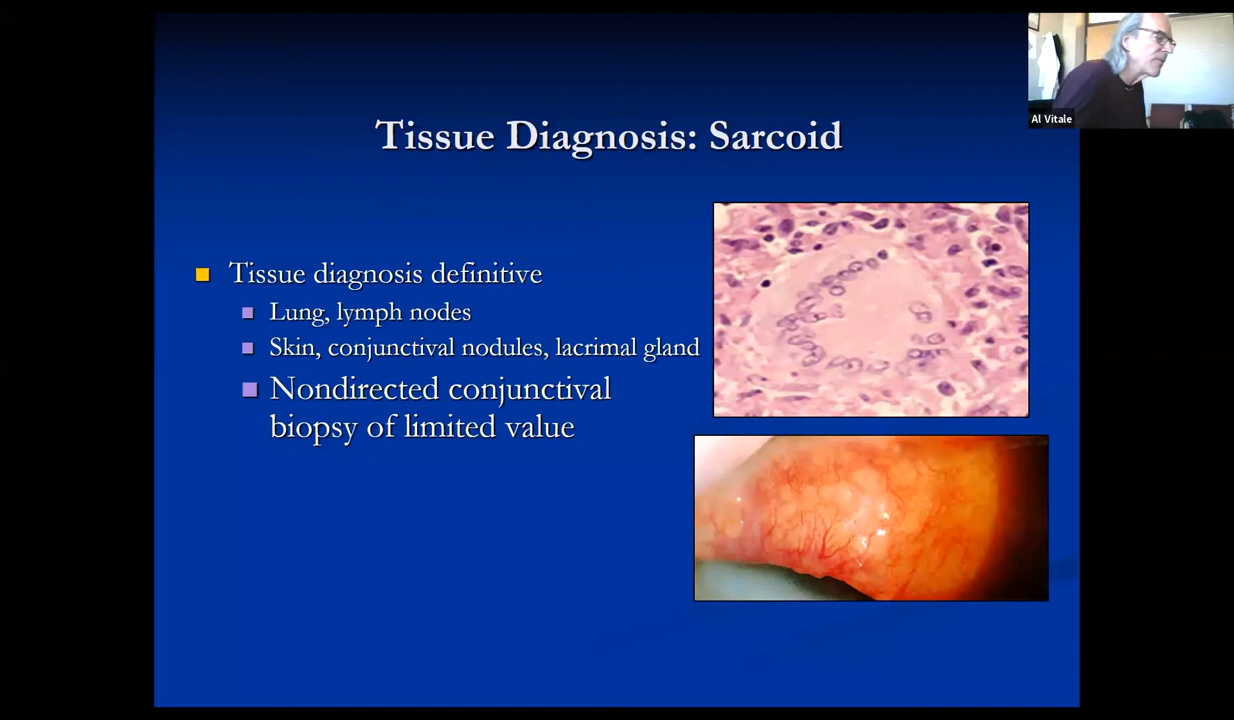 Al Vitale
Tissue Diagnosis: Sarcoid
Tissue diagnosis definitive
Lung, lymph nodes
Skin, conjunctival nodules, lacrimal gland
Nondirected conjunctival
biopsy of limited value